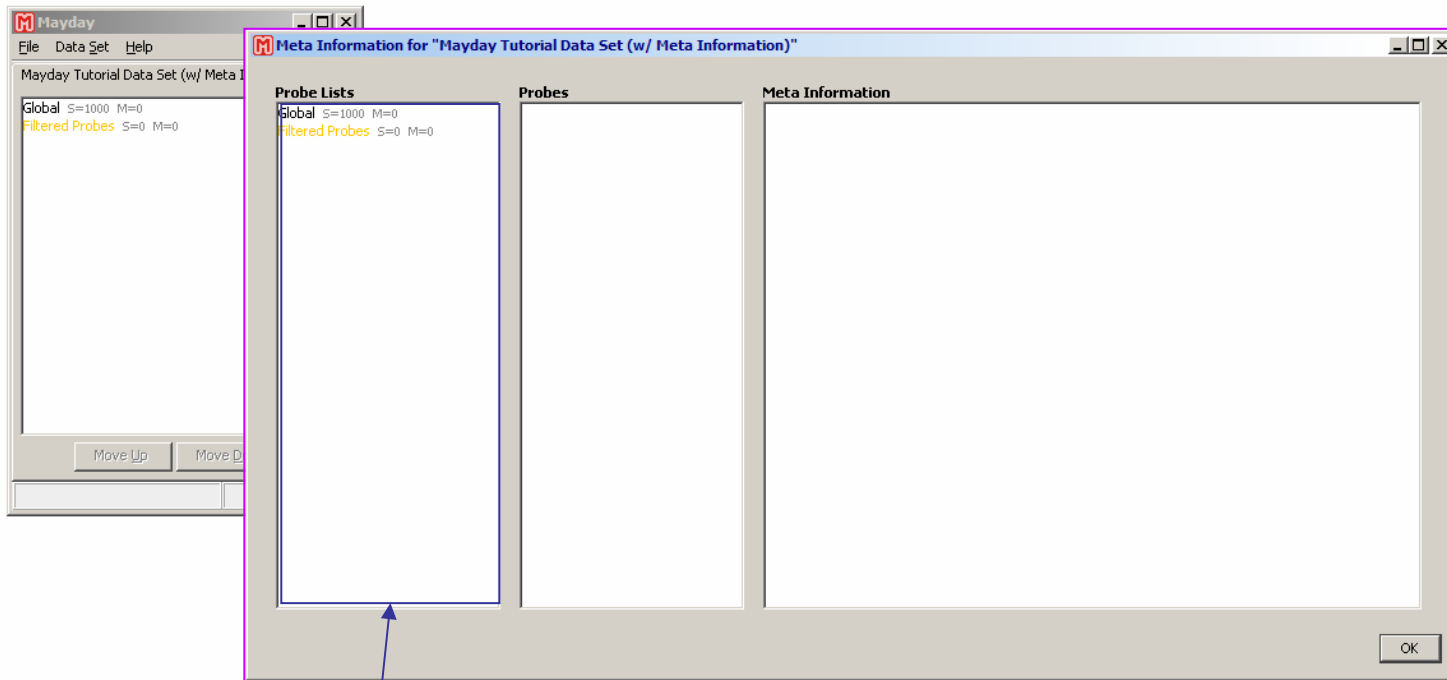 Mayday
File Data Set Help
Mayday Tutorial Data Set (w/ Meta I
Global S=1000 M=0
Filtered Probes S=0 M=0
Move Up Move D
Meta Information for "Mayday Tutorial Data Set (w/ Meta Information)"
Probe Lists Probes Meta Information
Global S=1000 M=0
Filtered Probes S=0 M=0
OK